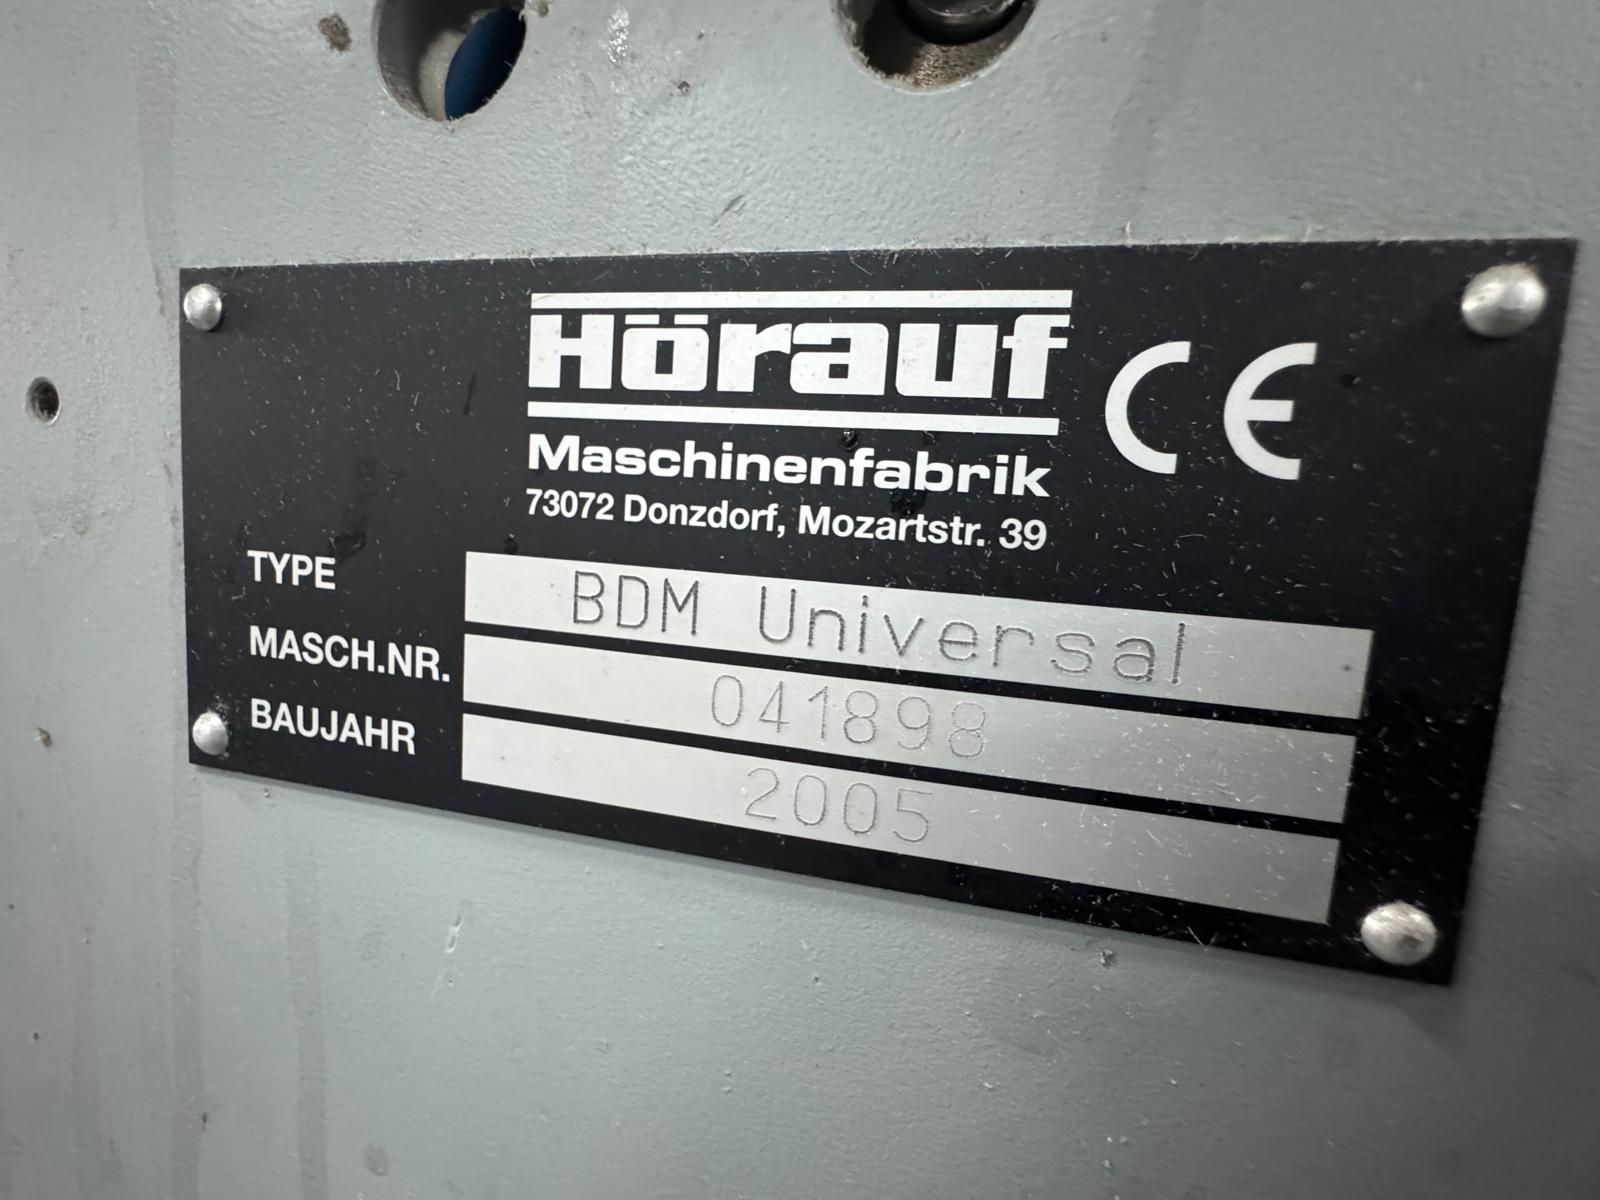 Hörauf
CE
Maschinenfabrik
73072 Donzdorf, Mozartstr. 39
TYPE BDM Universal
MASCH.NR. 041898
BAUJAHR 2005